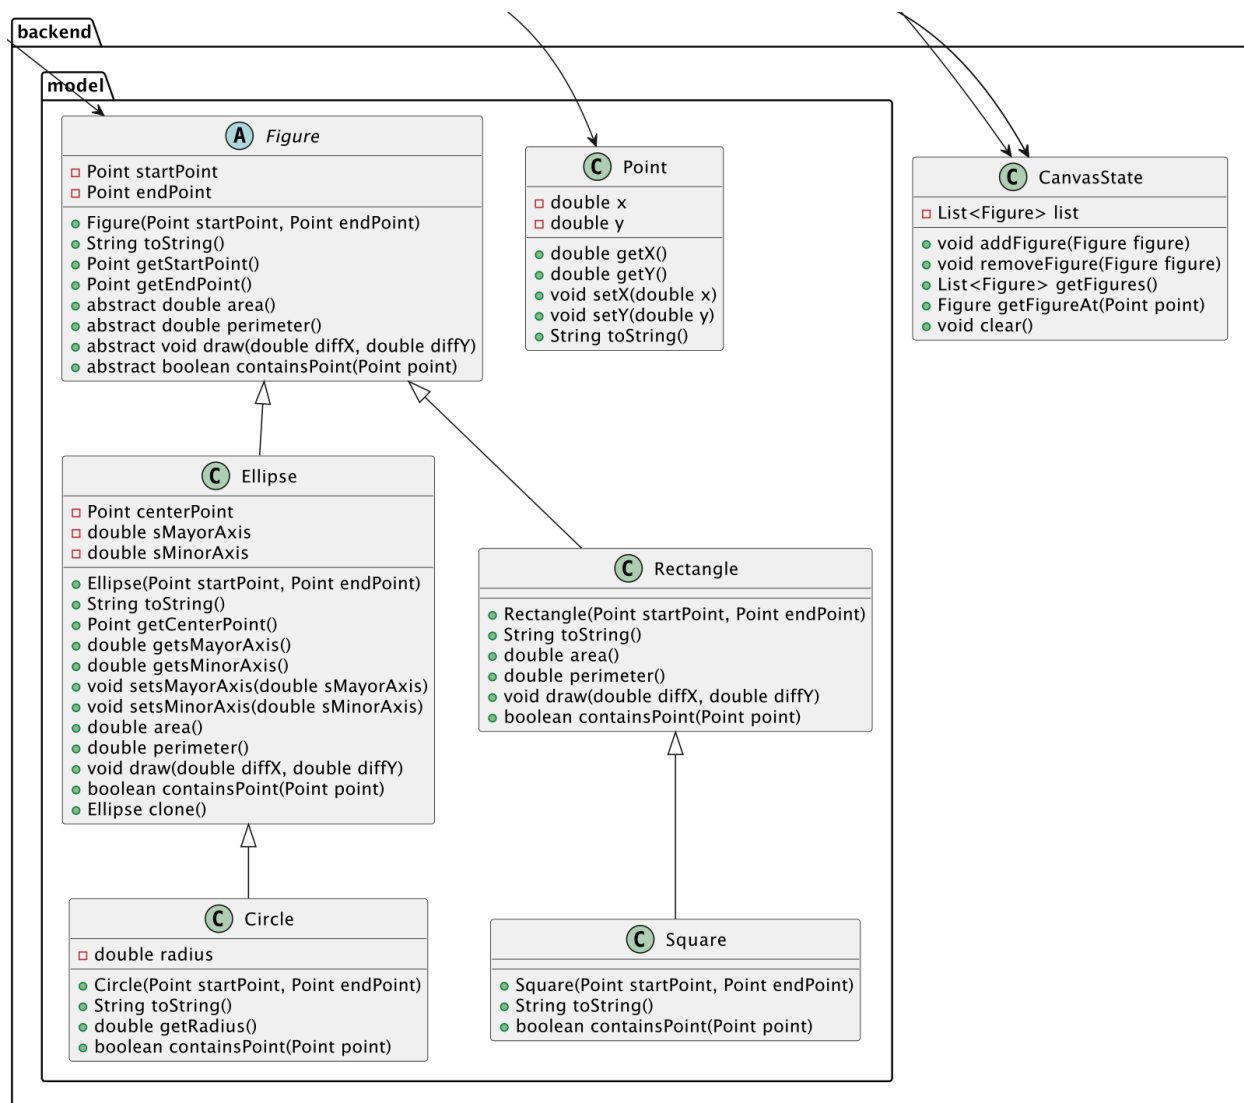 backend
model
A Figure
Point startPoint
Point endPoint
Figure(Point startPoint, Point endPoint)
String toString()
Point getStartPoint()
Point getEndPoint()
abstract double area()
abstract double perimeter()
abstract void draw(double diffX, double diffY)
abstract boolean containsPoint(Point point)
C Point
double x
double y
double getX()
double getY()
void setX(double x)
void setY(double y)
String toString()
C CanvasState
List<Figure> list
void addFigure(Figure figure)
void removeFigure(Figure figure)
List<Figure> getFigures()
Figure getFigureAt(Point point)
void clear()
C Ellipse
Point centerPoint
double sMayorAxis
double sMinorAxis
Ellipse(Point startPoint, Point endPoint)
String toString()
Point getCenterPoint()
double getsMayorAxis()
double getsMinorAxis()
void setsMayorAxis(double sMayorAxis)
void setsMinorAxis(double sMinorAxis)
double area()
double perimeter()
void draw(double diffX, double diffY)
boolean containsPoint(Point point)
Ellipse clone()
C Rectangle
Rectangle(Point startPoint, Point endPoint)
String toString()
double area()
double perimeter()
void draw(double diffX, double diffY)
boolean containsPoint(Point point)
C Circle
double radius
Circle(Point startPoint, Point endPoint)
String toString()
double getRadius()
boolean containsPoint(Point point)
C Square
Square(Point startPoint, Point endPoint)
String toString()
boolean containsPoint(Point point)